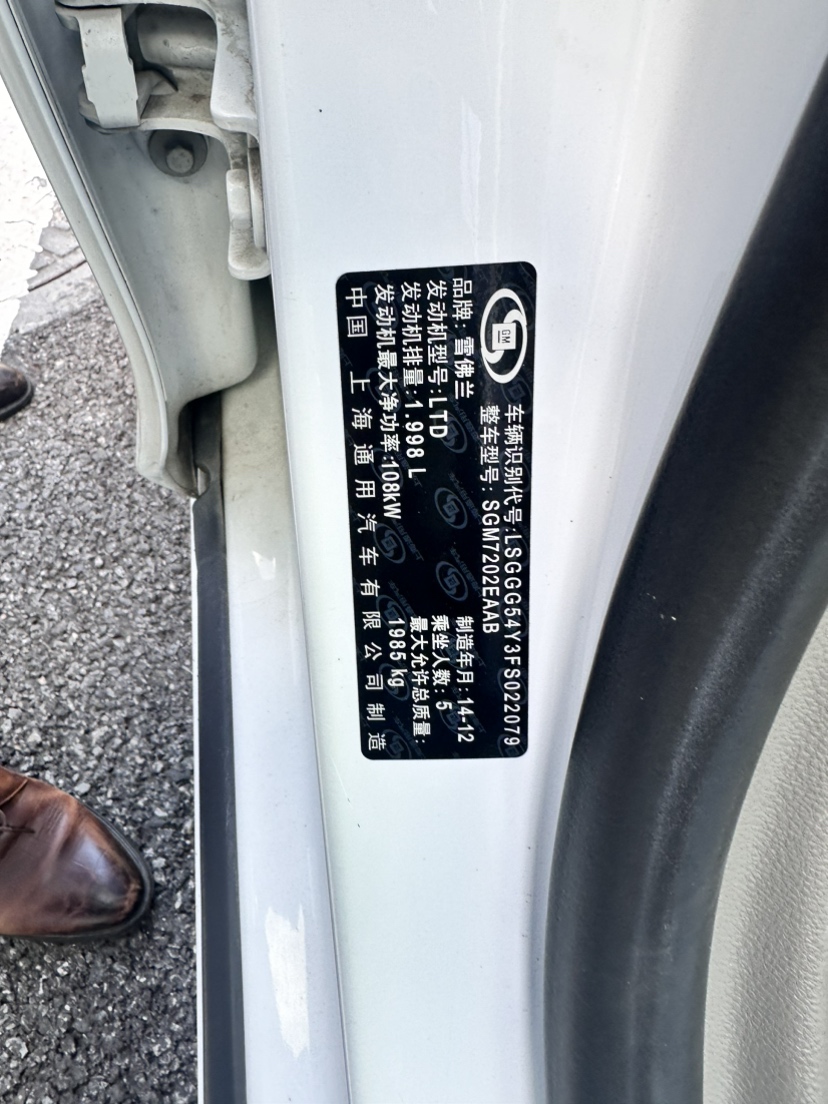 GM
车辆识别代号:LSGGG54Y3FS022079
整车型号: SGM7202EAAB
品牌: 雪佛兰
制造年月:14-12
发动机型号:LTD
乘坐人数: 5
发动机排量:1.998 L
最大允许总质量:
发动机最大净功率:108kW
1985 kg
中国 上海通用汽车有限公司制造